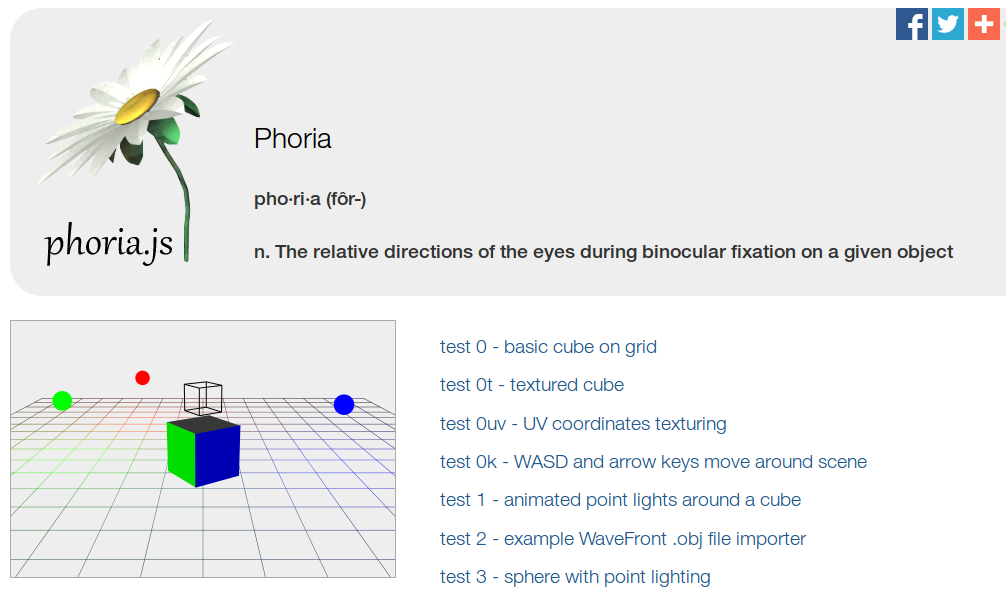 phoria.js
Phoria
pho·ri·a (fôr-)
n. The relative directions of the eyes during binocular fixation on a given object
test 0 - basic cube on grid
test 0t - textured cube
test 0uv - UV coordinates texturing
test 0k - WASD and arrow keys move around scene
test 1 - animated point lights around a cube
test 2 - example WaveFront .obj file importer
test 3 - sphere with point lighting